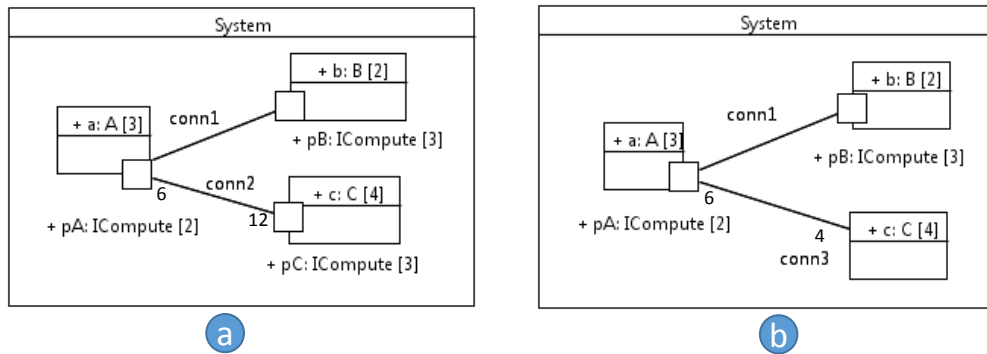 System
+ b: B [2]
+ a: A [3]
conn1
+ pB: ICompute [3]
conn2
6
+ c: C [4]
12
+ pA: ICompute [2]
+ pC: ICompute [3]
a
System
+ b: B [2]
conn1
+ a: A [3]
+ pB: ICompute [3]
6
+ pA: ICompute [2]
4
+ c: C [4]
conn3
b